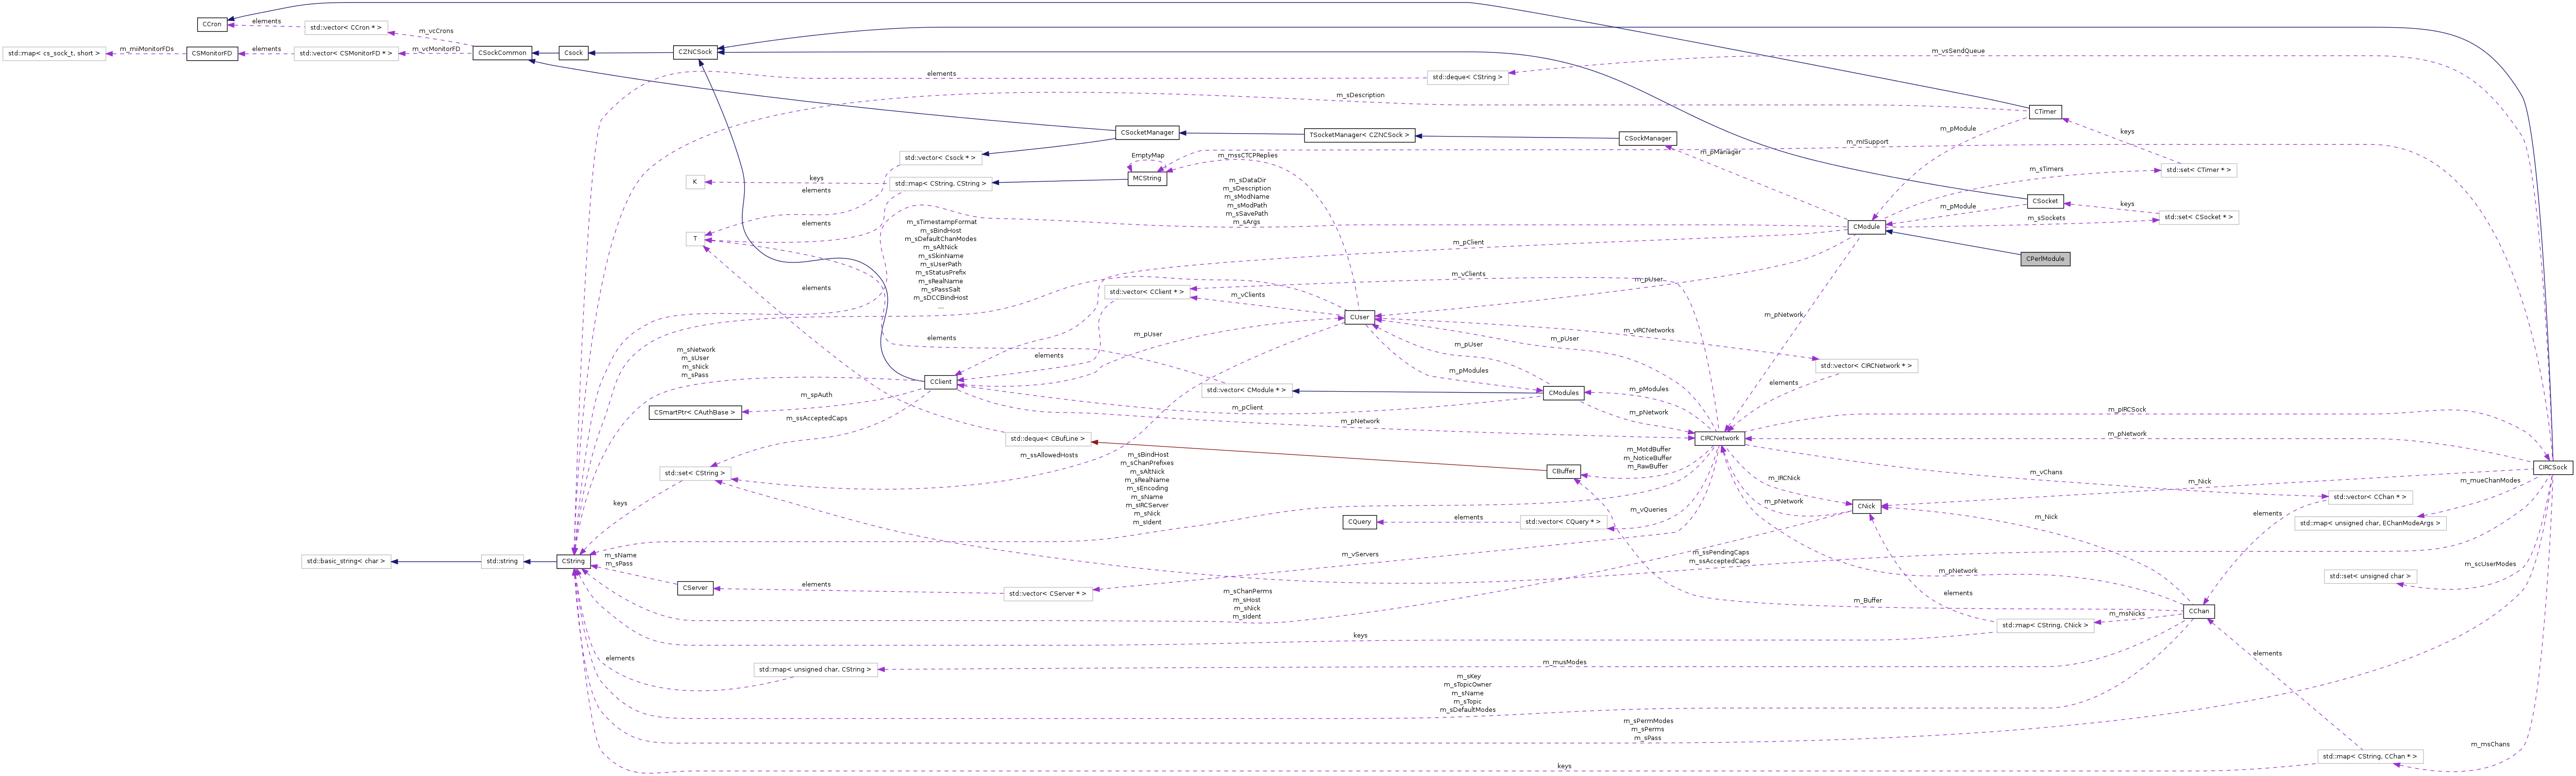 CCron
elements
std::vector< CCron * >
m_vcCrons
std::map< cs_sock_t, short >
m_miiMonitorFDs
CSMonitorFD
elements
std::vector< CSMonitorFD * >
m_vcMonitorFD
CSockCommon
Csock
CZNCSock
m_vsSendQueue
elements
std::deque< CString >
m_sDescription
CTimer
m_pModule
keys
CSocketManager
TSocketManager< CZNCSock >
CSockManager
m_pManager
m_mISupport
std::vector< Csock * >
EmptyMap
m_mssCTCPReplies
m_sTimers
std::set< CTimer * >
K
keys
std::map< CString, CString >
MCString
elements
m_sDataDir
m_sDescription
m_sModName
m_sModPath
m_sSavePath
m_sArgs
CSocket
m_pModule
keys
std::set< CSocket * >
m_sSockets
elements
m_sTimestampFormat
m_sBindHost
m_sDefaultChanModes
m_sAltNick
m_sSkinName
m_sUserPath
m_sStatusPrefix
m_sRealName
m_sPassSalt
m_sDCCBindHost
...
CModule
T
m_pClient
CPerlModule
m_vClients
m_pUser
elements
std::vector< CClient * >
m_vClients
CUser
m_pNetwork
m_vIRCNetworks
m_pUser
m_pUser
elements
m_pUser
elements
m_sNetwork
m_sUser
m_sNick
m_sPass
std::vector< CIRCNetwork * >
m_pModules
elements
CClient
std::vector< CModule * >
CModules
m_pModules
m_spAuth
CSmartPtr< CAuthBase >
m_pClient
m_pNetwork
m_pIRCSock
m_ssAcceptedCaps
m_pNetwork
m_pNetwork
std::deque< CBufLine >
CIRCNetwork
m_ssAllowedHosts
m_sBindHost
m_sChanPrefixes
m_sAltNick
m_sRealName
m_sEncoding
m_sName
m_sIRCServer
m_sNick
m_sIdent
m_MotdBuffer
m_NoticeBuffer
m_RawBuffer
CBuffer
CIRCSock
std::set< CString >
m_vChans
m_IRCNick
m_Nick
m_mueChanModes
keys
m_pNetwork
std::vector< CChan * >
m_vQueries
CNick
CQuery
elements
std::vector< CQuery * >
m_Nick
elements
std::map< unsigned char, EChanModeArgs >
m_vServers
m_ssPendingCaps
m_ssAcceptedCaps
m_scUserModes
std::basic_string< char >
std::string
CString
m_sName
m_sPass
m_pNetwork
std::set< unsigned char >
CServer
elements
std::vector< CServer * >
m_sChanPerms
m_sHost
m_sNick
m_sIdent
elements
m_Buffer
CChan
m_msNicks
std::map< CString, CNick >
keys
elements
std::map< unsigned char, CString >
m_musModes
elements
m_sKey
m_sTopicOwner
m_sName
m_sTopic
m_sDefaultModes
m_sPermModes
m_sPerms
m_sPass
m_msChans
std::map< CString, CChan * >
keys